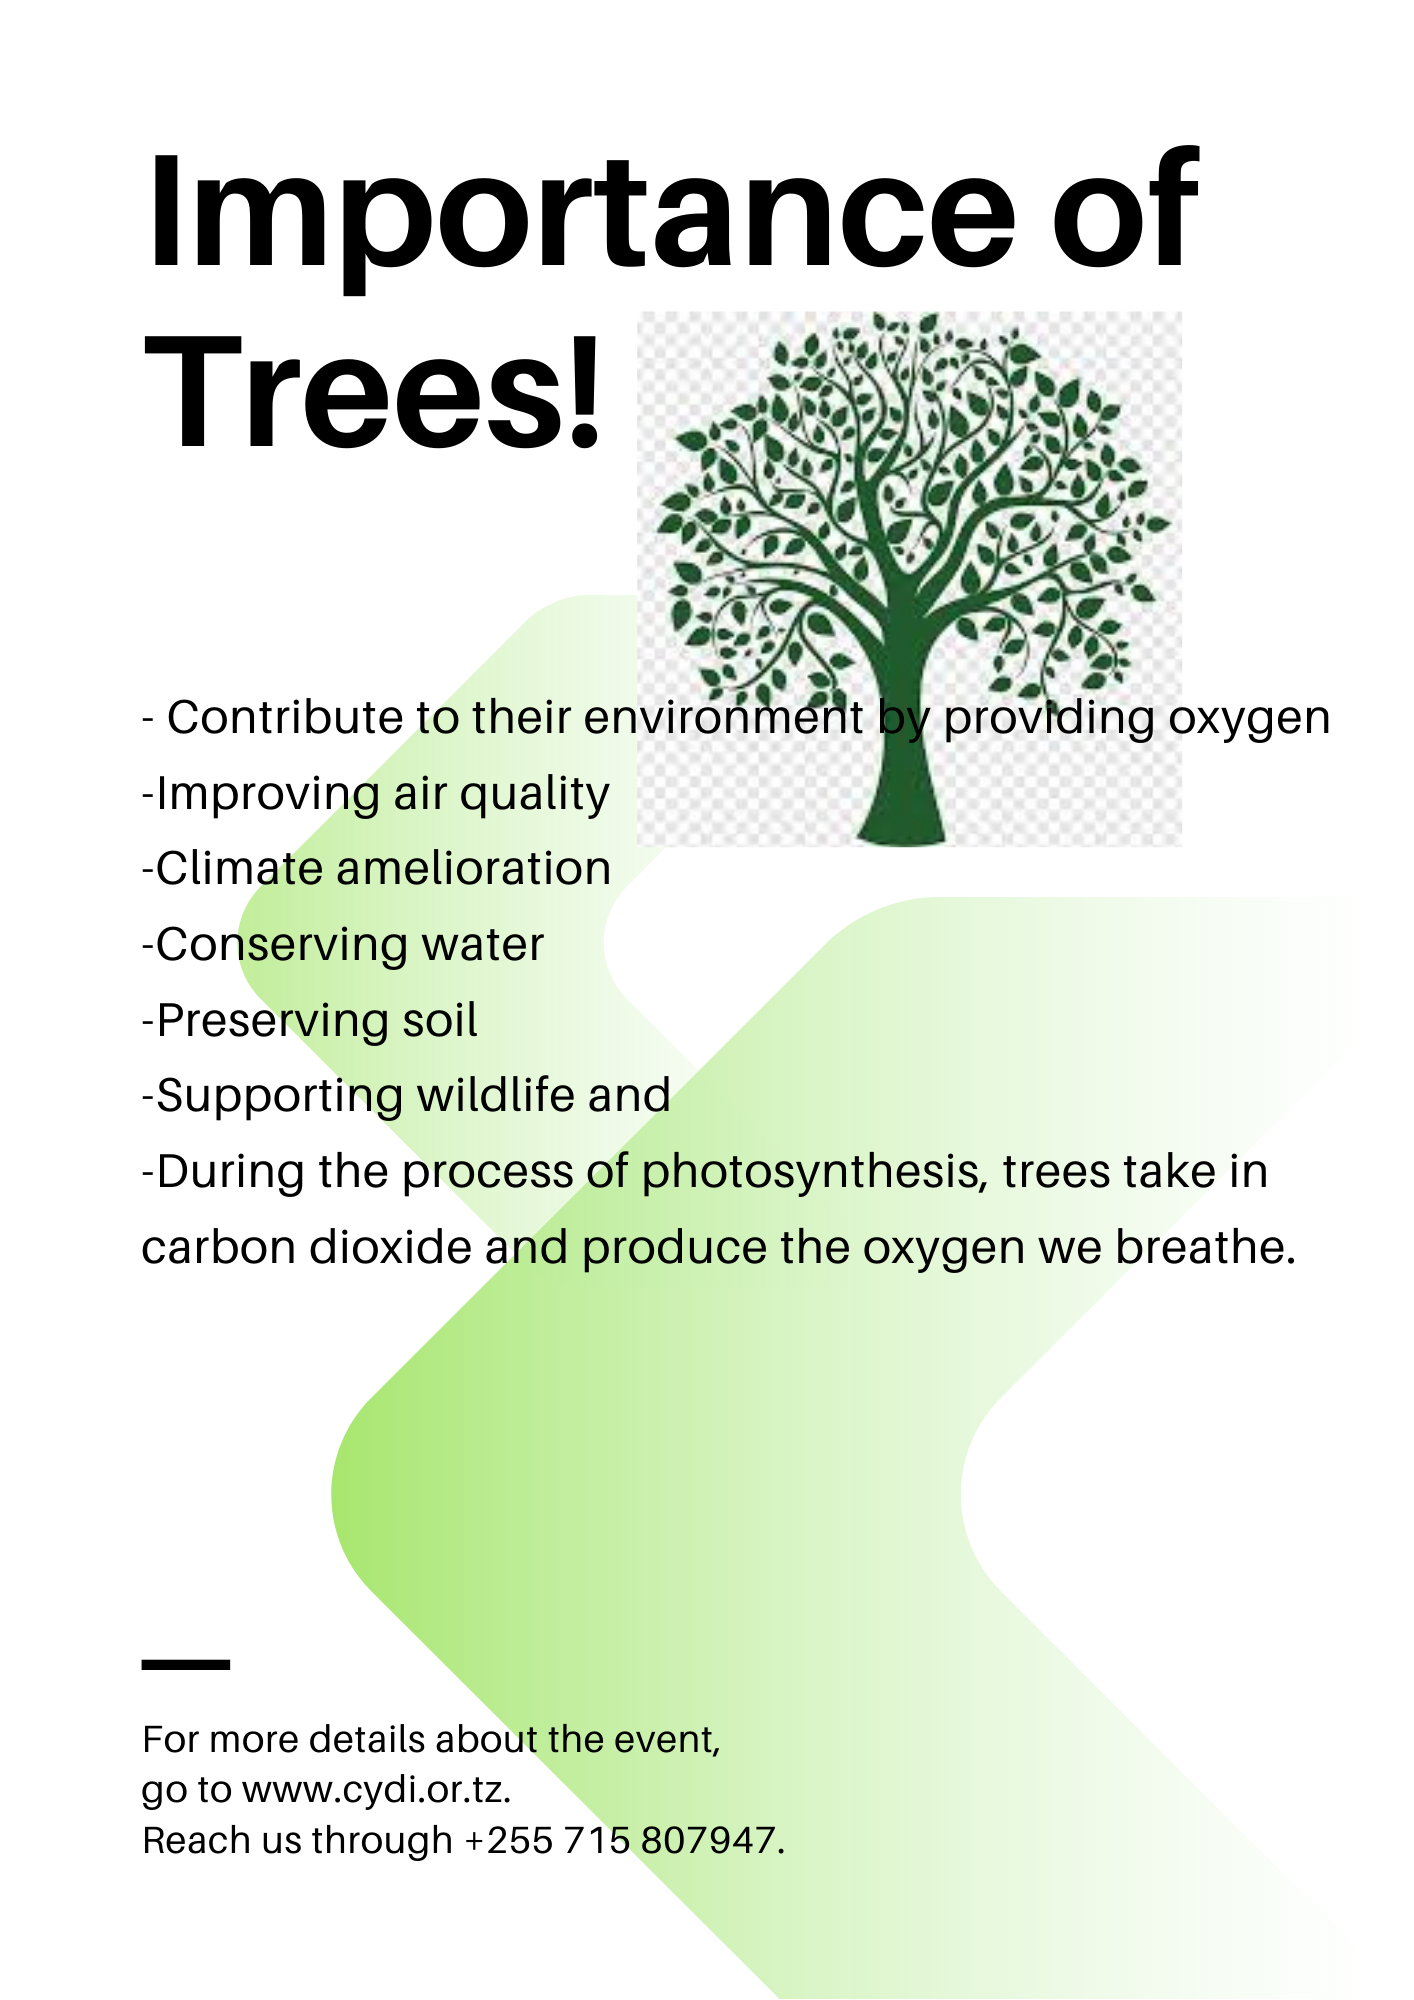 Importance of
Trees!
- Contribute to their environment by providing oxygen
-Improving air quality
-Climate amelioration
-Conserving water
-Preserving soil
-Supporting wildlife and
-During the process of photosynthesis, trees take in
carbon dioxide and produce the oxygen we breathe.
For more details about the event,
go to www.cydi.or.tz.
Reach us through +255 715 807947.